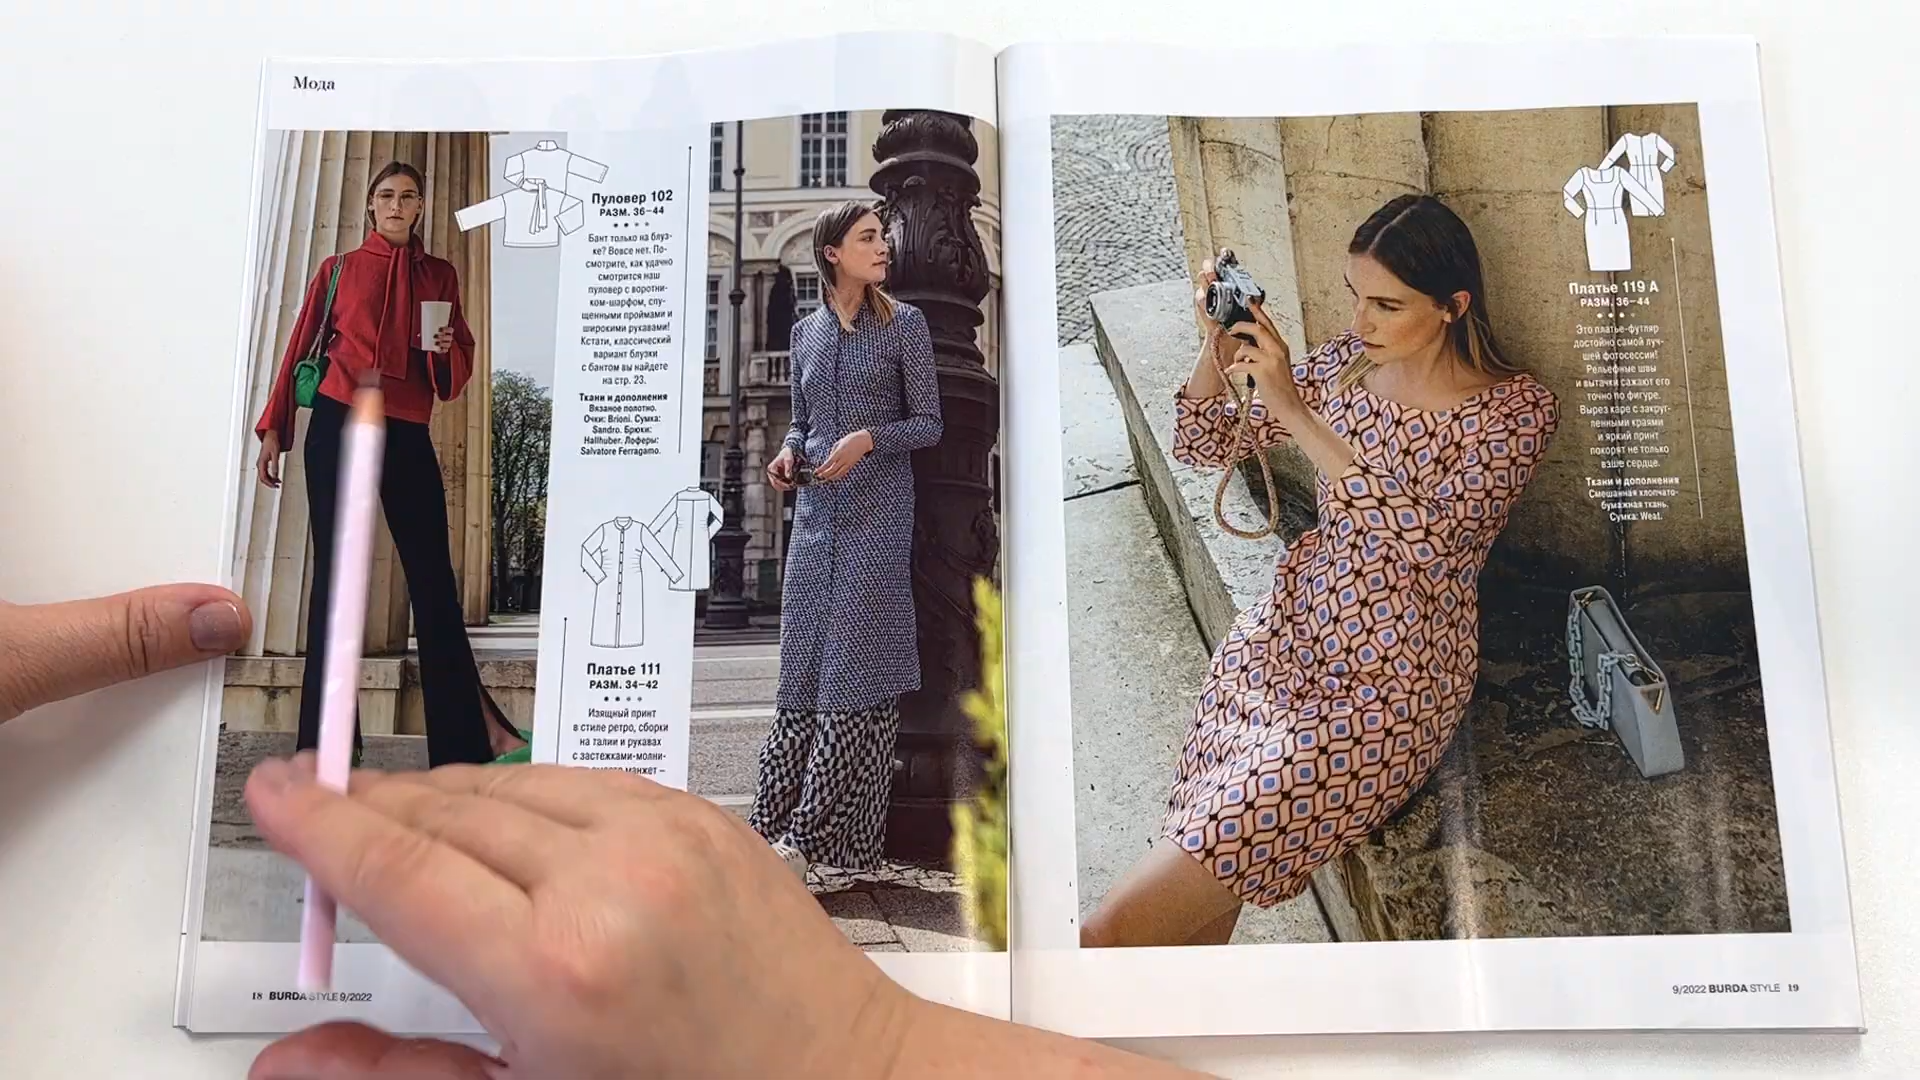 Мода
Пуловер 102
РАЗМ. 36–44
Бант только на блуз-
ке? Вовсе нет. По-
смотрите, как удачно
смотрится наш
пуловер с воротни-
ком-шарфом, спу-
щенными проймами и
широкими рукавами!
Кстати, классический
вариант блузки
с бантом вы найдете
на стр. 23.
Ткани и дополнения
Вязаное полотно.
Очки: Brioni. Сумка:
Sandro. Брюки:
Hallhuber. Лоферы:
Salvatore Ferragamo.
Платье 111
РАЗМ. 34–42
Изящный принт
в стиле ретро, сборки
на талии и рукавах
с застежками-молни-
манжет –
18 BURDA STYLE 9/2022
Платье 119 А
РАЗМ. 36–44
Это платье-футляр
достойно самой луч-
шей фотосессии!
Рельефные швы
и вытачки сажают его
точно по фигуре.
Вырез каре с закруг-
ленными краями
и яркий принт
покорят не только
ваше сердце.
Ткани и дополнения
Смешанная хлопчато-
бумажная ткань.
Сумка: Weat.
9/2022 BURDA STYLE 19